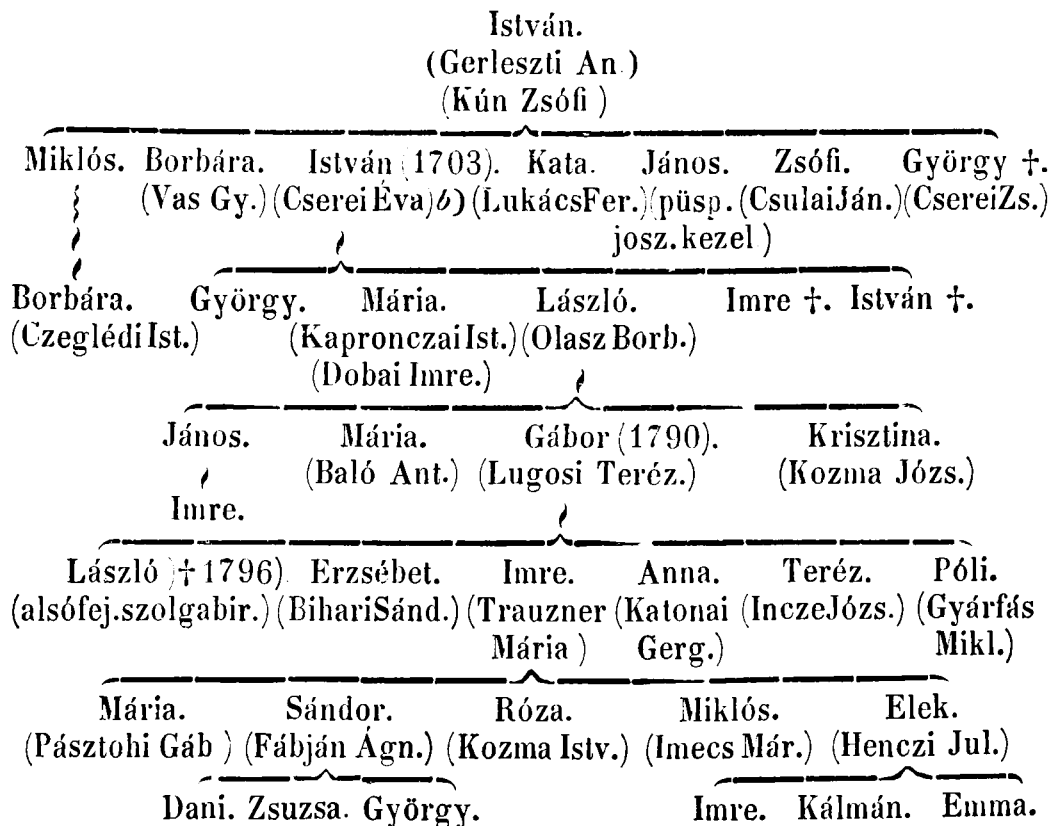 István.
(Gerleszti An.)
(Kún Zsófi)
Miklós. Borbára. István (1703). Kata. János. Zsófi. György †.
(Vas Gy.) (Cserei Éva) b) (Lukács Fer.) (püsp. (Csulai Ján.) (Cserei Zs.)
josz. kezel)
Borbára. György. Mária. László. Imre †. István †.
(Czeglédi Ist.) (Kapronczai Ist.) (Olasz Borb.)
(Dobai Imre.)
János. Mária. Gábor (1790). Krisztina.
(Baló Ant.) (Lugosi Teréz.) (Kozma Józs.)
Imre.
László († 1796) Erzsébet. Imre. Anna. Teréz. Póli.
(alsófej. szolgabir.) (Bihari Sánd.) (Trauzner (Katonai (Incze Józs.) (Gyárfás
Mária) Gerg.) Mikl.)
Mária. Sándor. Róza. Miklós. Elek.
(Pásztohi Gáb) (Fábján Ágn.) (Kozma Istv.) (Imecs Már.) (Henczi Jul.)
Dani. Zsuzsa. György. Imre. Kálmán. Emma.